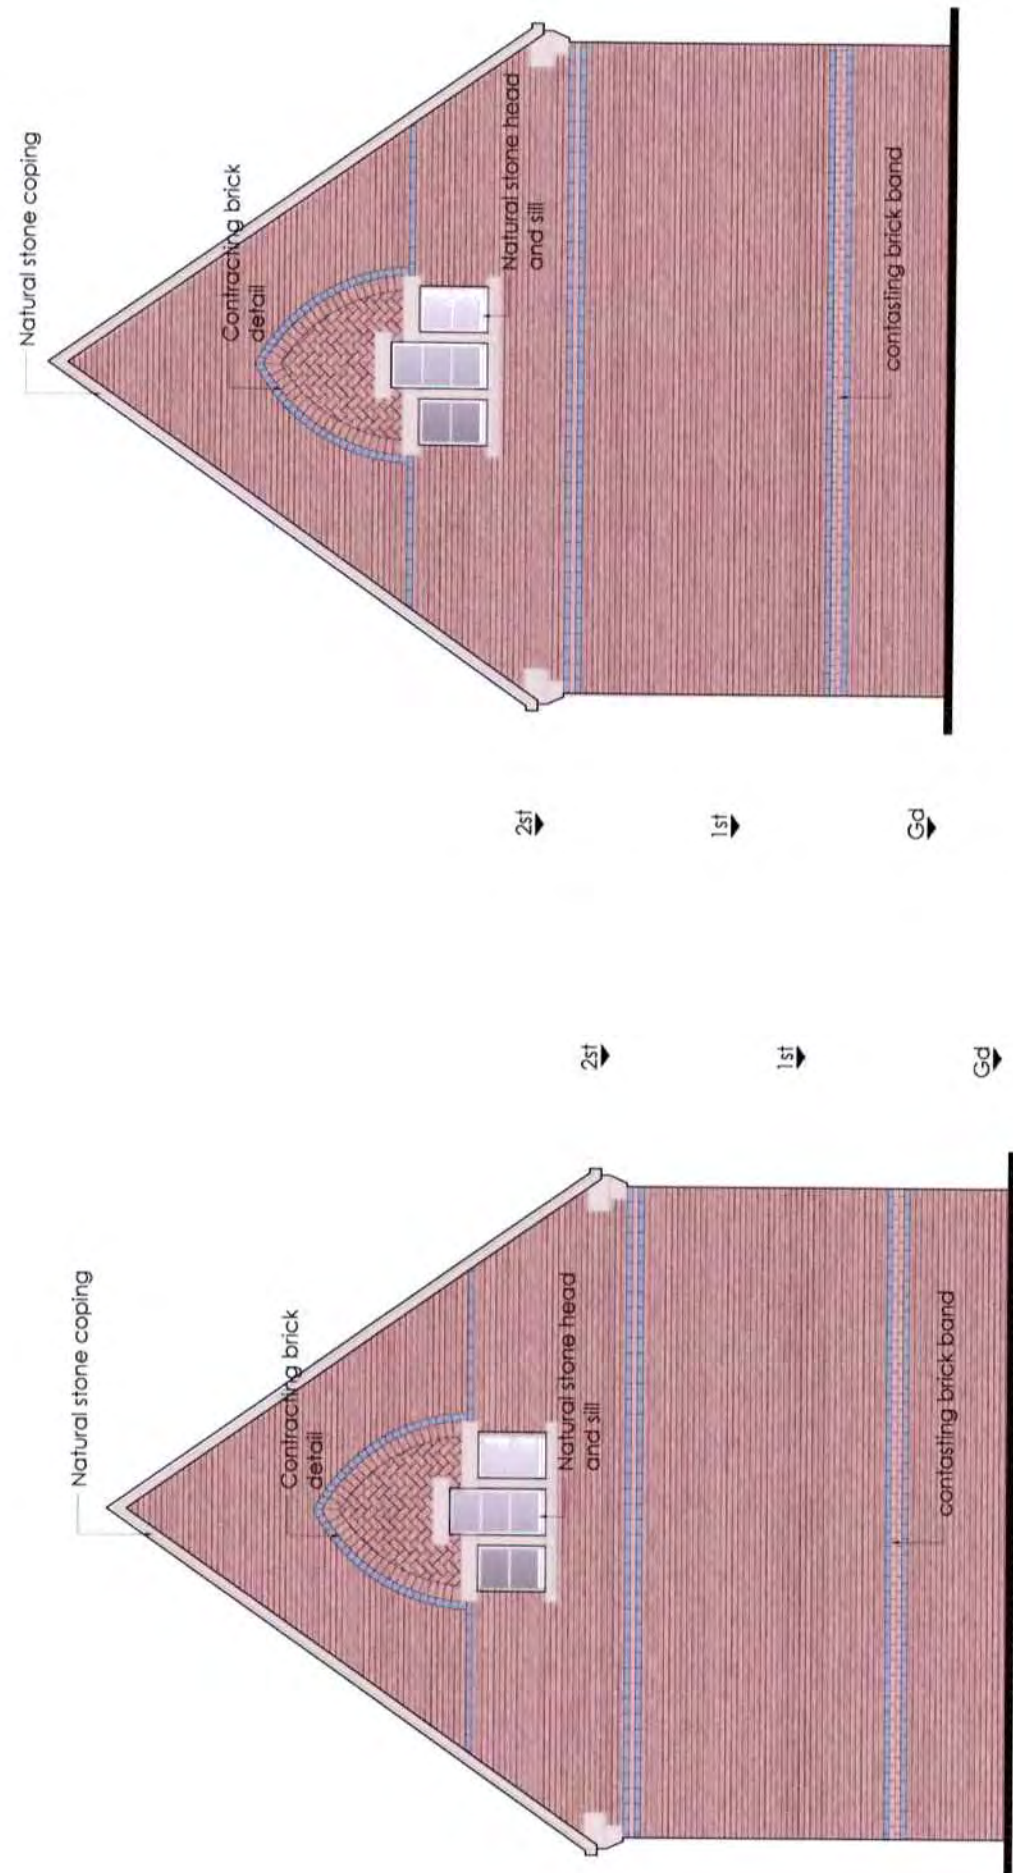 Natural stone coping
Contracting brick
detail
Natural stone head
and sill
contasting brick band
2st
1st
Gd
Natural stone coping
Contracting brick
detail
Natural stone head
and sill
contasting brick band
2st
1st
Gd